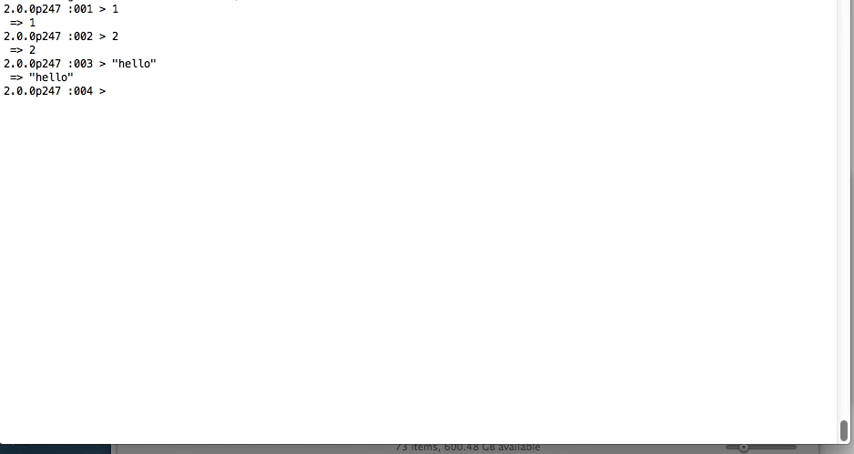 2.0.0p247 :001 > 1
=> 1
2.0.0p247 :002 > 2
=> 2
2.0.0p247 :003 > "hello"
=> "hello"
2.0.0p247 :004 >
73 items, 600.48 GB available